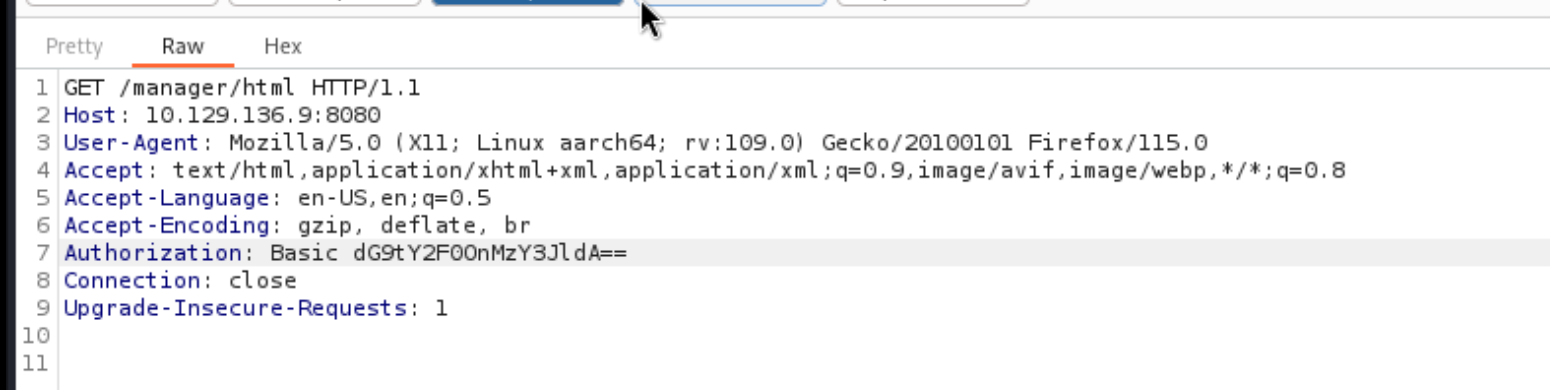 Pretty Raw Hex
1 GET /manager/html HTTP/1.1
2 Host: 10.129.136.9:8080
3 User-Agent: Mozilla/5.0 (X11; Linux aarch64; rv:109.0) Gecko/20100101 Firefox/115.0
4 Accept: text/html,application/xhtml+xml,application/xml;q=0.9,image/avif,image/webp,*/*;q=0.8
5 Accept-Language: en-US,en;q=0.5
6 Accept-Encoding: gzip, deflate, br
7 Authorization: Basic dG9tY2F0OnMzY3JldA==
8 Connection: close
9 Upgrade-Insecure-Requests: 1
10
11